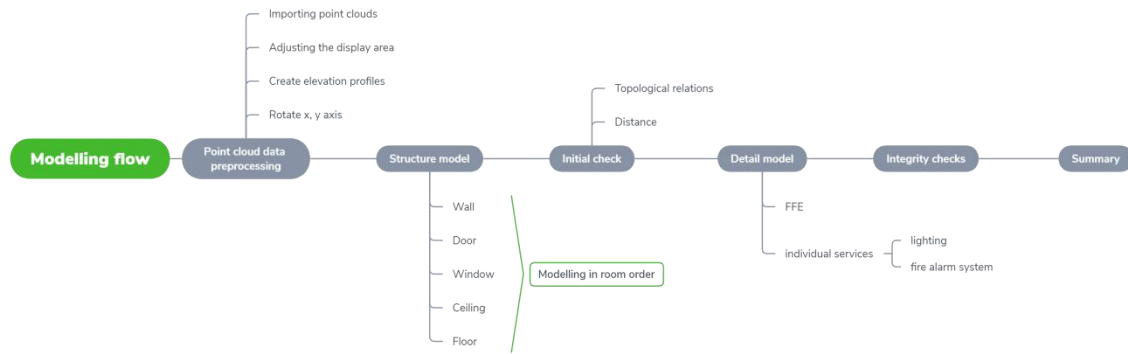 Importing point clouds
Adjusting the display area
Create elevation profiles
Rotate x, y axis
Modelling flow
Point cloud data
preprocessing
Structure model
Wall
Door
Window
Ceiling
Floor
Modelling in room order
Topological relations
Distance
Initial check
Detail model
FFE
individual services
lighting
fire alarm system
Integrity checks
Summary